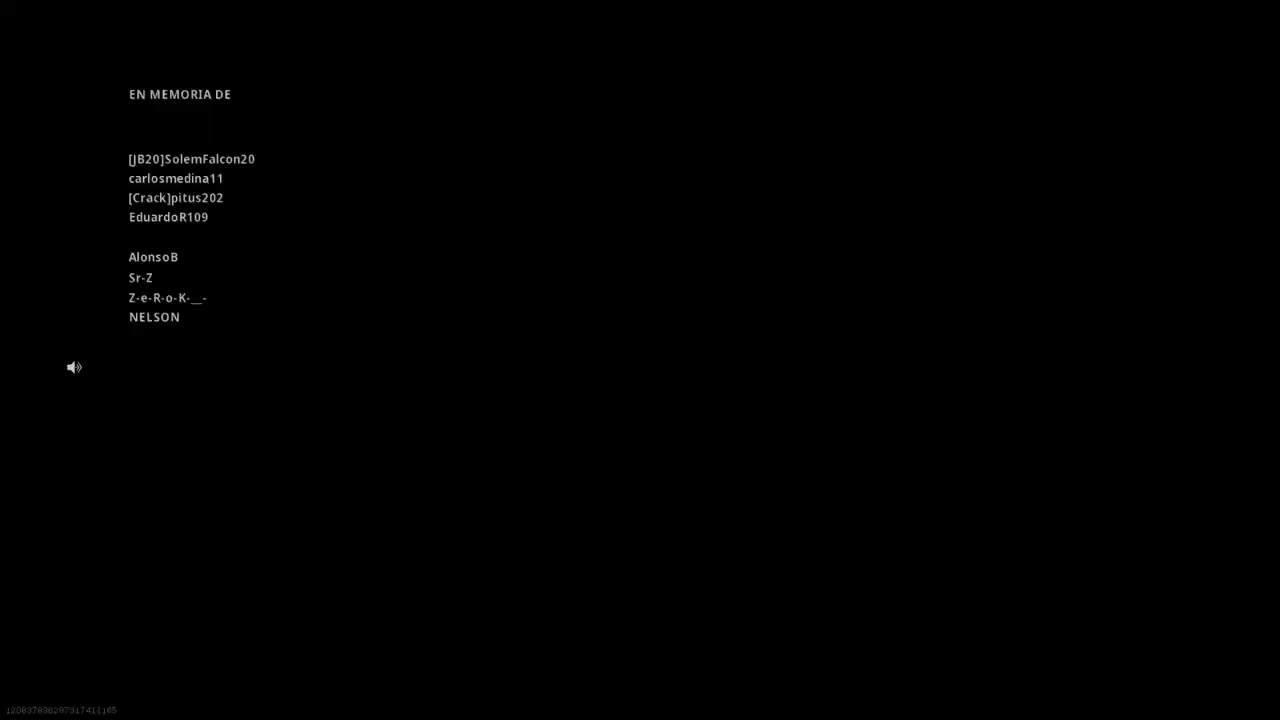 EN MEMORIA DE
[JB20]SolemFalcon20
carlosmedina11
[Crack]pitus202
EduardoR109
AlonsoB
Sr-Z
Z-e-R-o-K-__-
NELSON